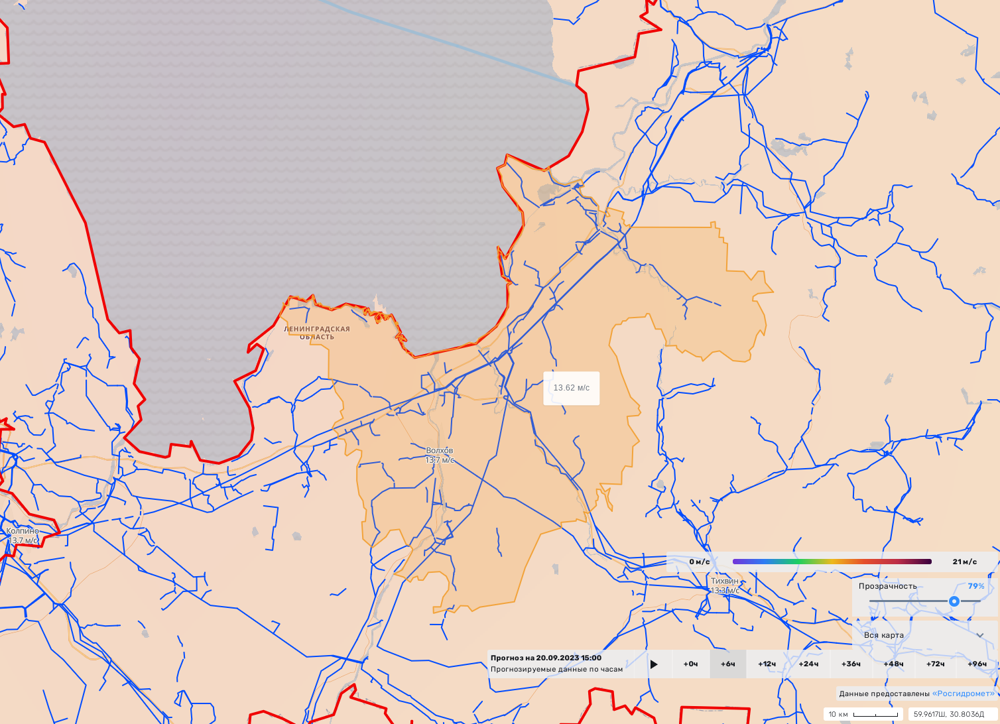 ЛЕНИНГРАДСКАЯ
ОБЛАСТЬ
13.62 м/с
Волхов
13.7 м/с
Колпино
13.7 м/с
0 м/с
21 м/с
Тихвин
13.3 м/с
Прозрачность
79%
Вся карта
Прогноз на 20.09.2023 15:00
Прогнозируемые данные по часам
+0ч +6ч +12ч +24ч +36ч +48ч +72ч +96ч
Данные предоставлены «Росгидромет»
10 км
59.9617Ш, 30.8036Д